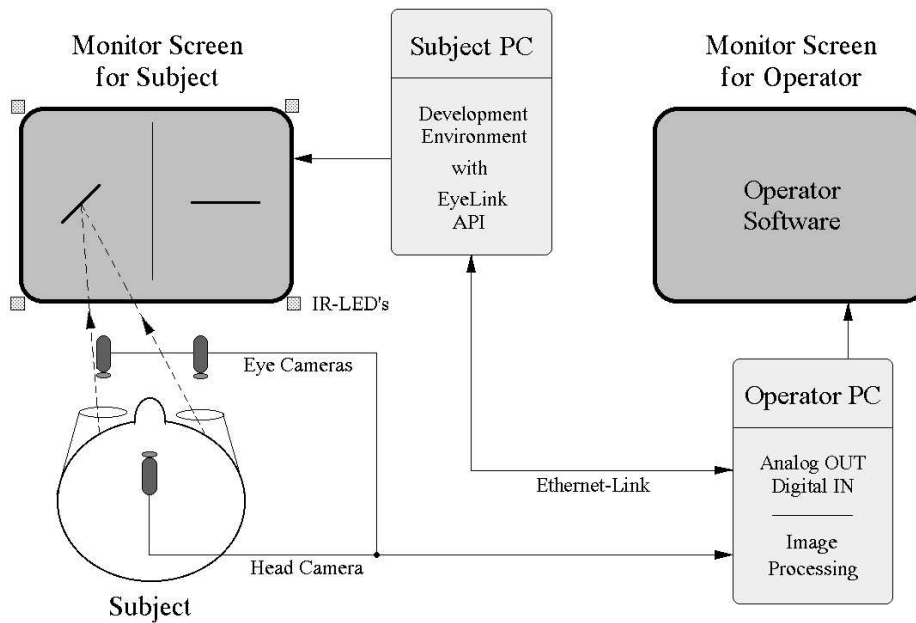 Monitor Screen
for Subject
Subject PC
Development
Environment
with
EyeLink
API
Monitor Screen
for Operator
Operator
Software
IR-LED's
Eye Cameras
Operator PC
Analog OUT
Digital IN
Image
Processing
Ethernet-Link
Head Camera
Subject